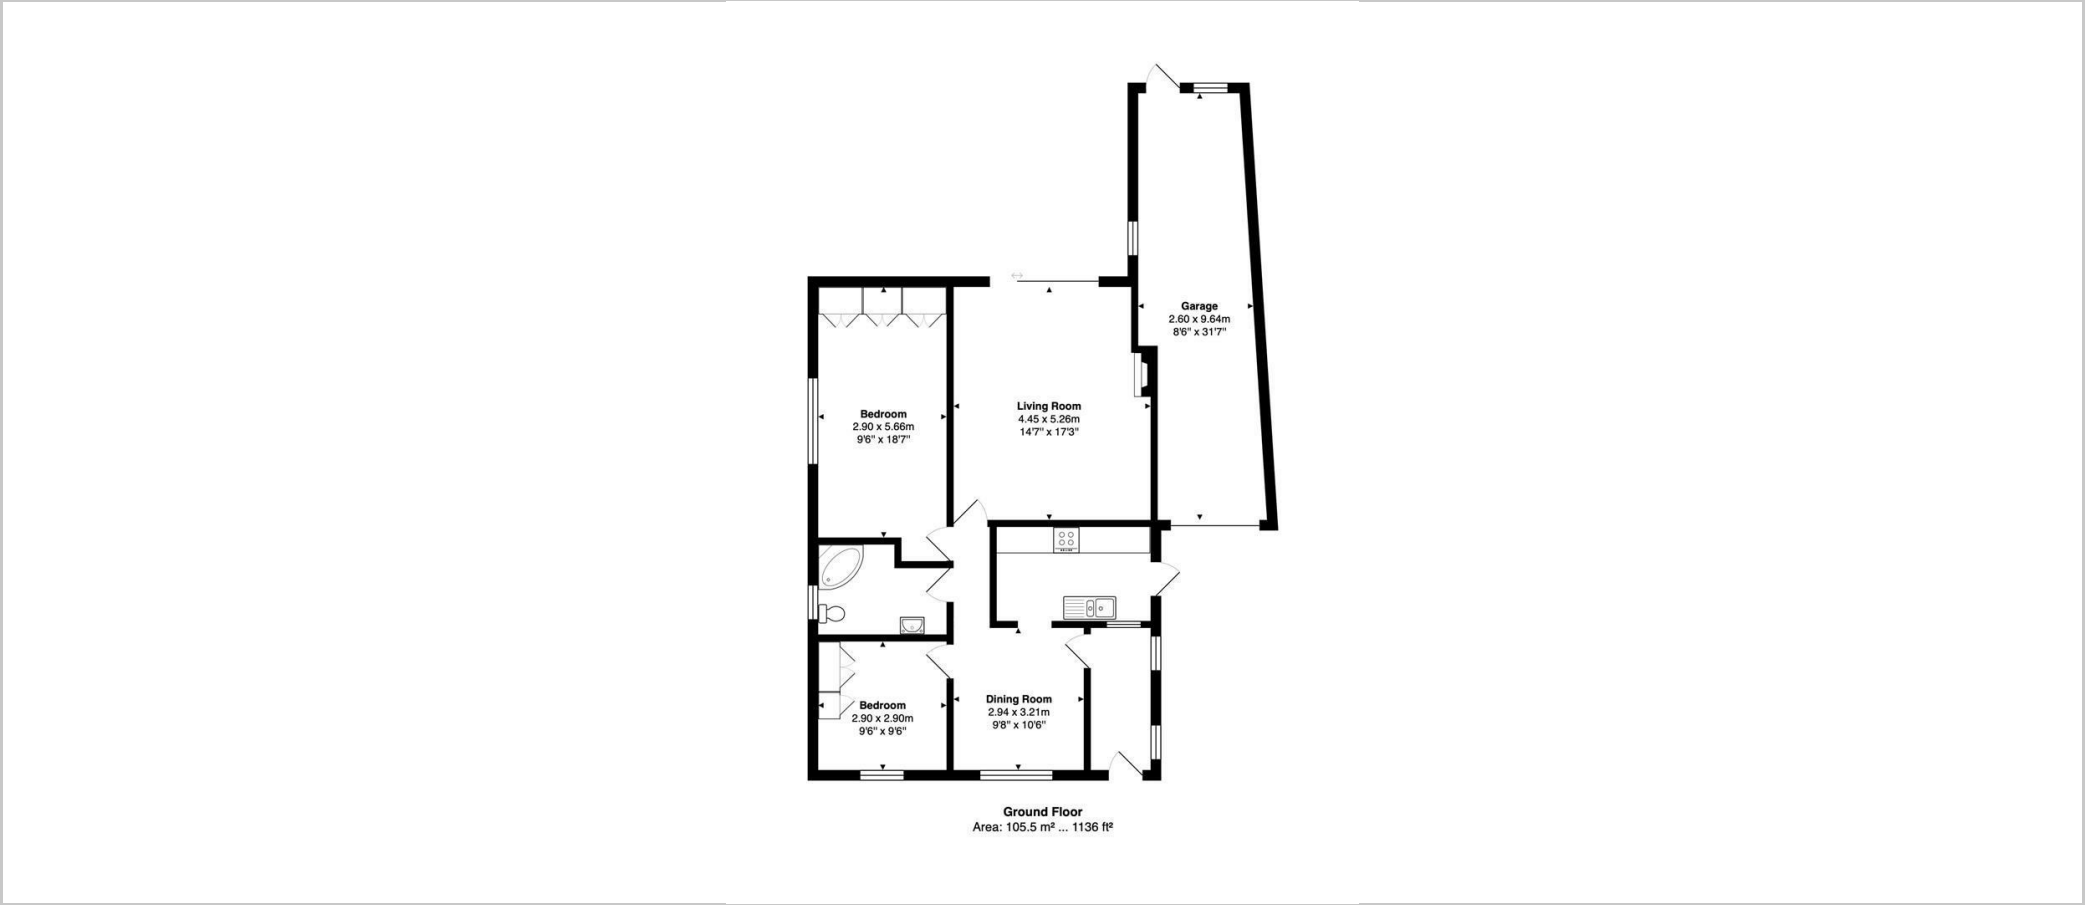 Garage
2.60 x 9.64m
8'6" x 31'7"
Bedroom
2.90 x 5.66m
9'6" x 18'7"
Living Room
4.45 x 5.26m
14'7" x 17'3"
Bedroom
2.90 x 2.90m
9'6" x 9'6"
Dining Room
2.94 x 3.21m
9'8" x 10'6"
Ground Floor
Area: 105.5 m² ... 1136 ft²